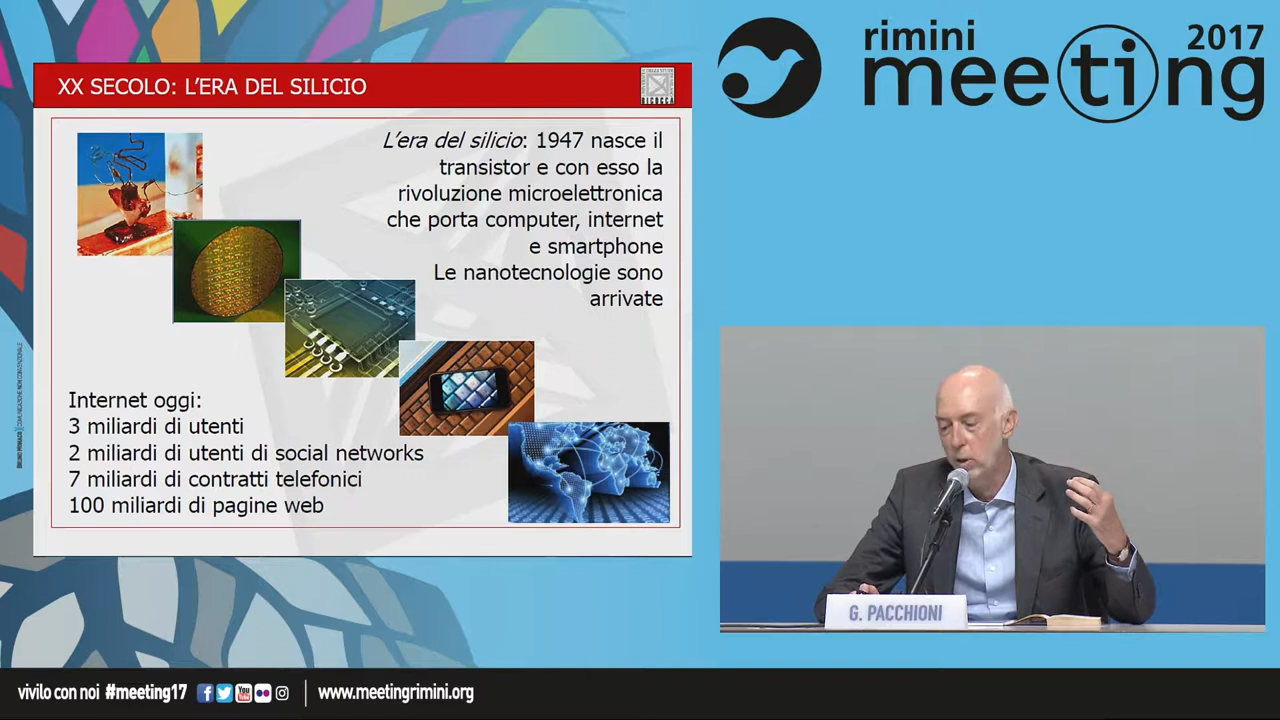 rimini
2017
meeting
XX SECOLO: L'ERA DEL SILICIO
BICOCCA
L'era del silicio: 1947 nasce il
transistor e con esso la
rivoluzione microelettronica
che porta computer, internet
e smartphone
Le nanotecnologie sono
arrivate
Internet oggi:
3 miliardi di utenti
2 miliardi di utenti di social networks
7 miliardi di contratti telefonici
100 miliardi di pagine web
G. PACCHIONI
vivilo con noi #meeting17
You Tube
www.meetingrimini.org